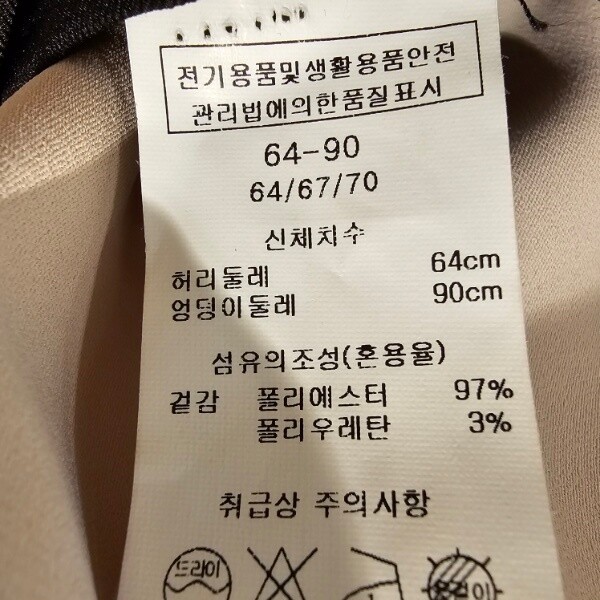 전기용품및생활용품안전
관리법에의한품질표시
64-90
64/67/70
신체치수
허리둘레 64cm
엉덩이둘레 90cm
섬유의조성(혼용율)
겉감 폴리에스터 97%
폴리우레탄 3%
취급상 주의사항
드라이 옷걸이